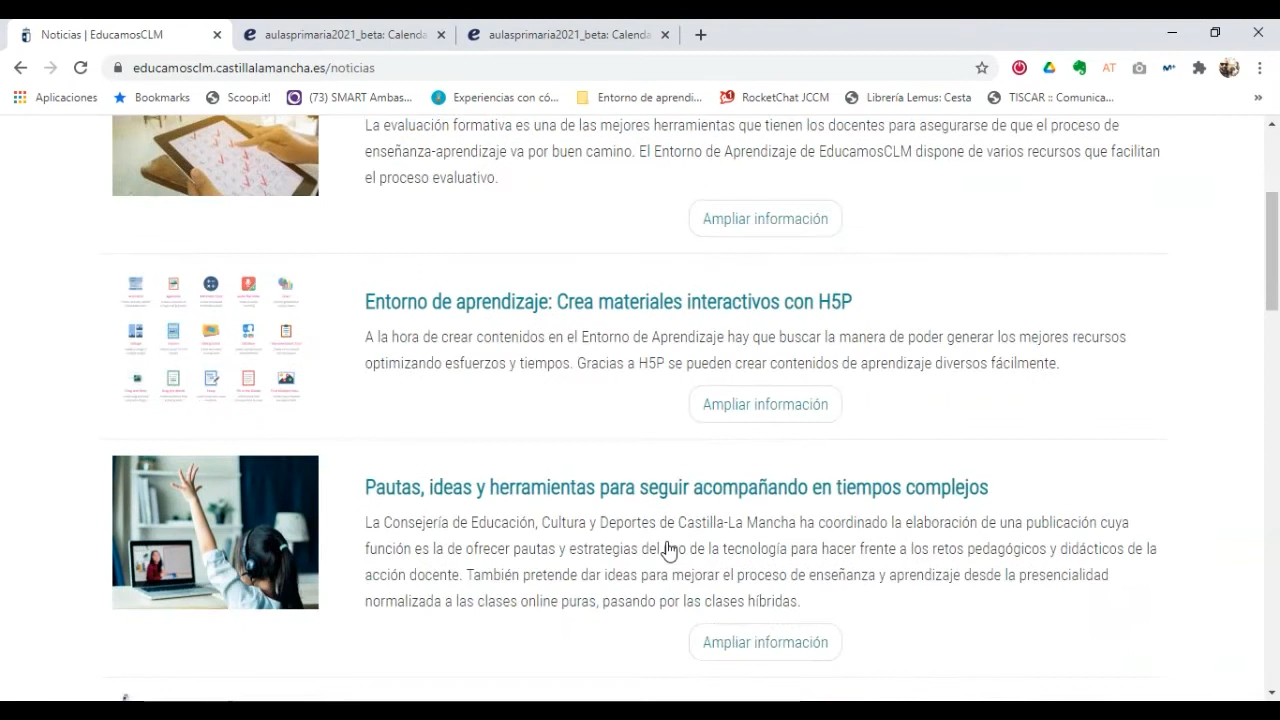 Noticias | EducamosCLM
aulasprimaria2021_beta: Calenda
aulasprimaria2021_beta: Calenda
educamosclm.castillalamancha.es/noticias
AT
Aplicaciones
Bookmarks
Scoop.it!
(73) SMART Ambas...
Experiencias con có...
Entorno de aprendi...
1
RocketChat JCCM
Librería Lemus: Cesta
TISCAR :: Comunica...
»
La evaluación formativa es una de las mejores herramientas que tienen los docentes para asegurarse de que el proceso de
enseñanza-aprendizaje va por buen camino. El Entorno de Aprendizaje de EducamosCLM dispone de varios recursos que facilitan
el proceso evaluativo.
Ampliar información
Entorno de aprendizaje: Crear materiales interactivos con H5P
A la hora de crear contenidos en el Entorno de Aprendizaje hay que buscar la manera de poder generar los mejores recursos
optimizando esfuerzos y tiempos. Gracias a H5P se pueden crear contenidos de aprendizaje diversos fácilmente.
Ampliar información
Pautas, ideas y herramientas para seguir acompañando en tiempos complejos
La Consejería de Educación, Cultura y Deportes de Castilla-La Mancha ha coordinado la elaboración de una publicación cuya
función es la de ofrecer pautas y estrategias del uso de la tecnología para hacer frente a los retos pedagógicos y didácticos de la
acción docente. También pretende dar ideas para mejorar el proceso de enseñanza y aprendizaje desde la presencialidad
normalizada a las clases online puras, pasando por las clases híbridas.
Ampliar información